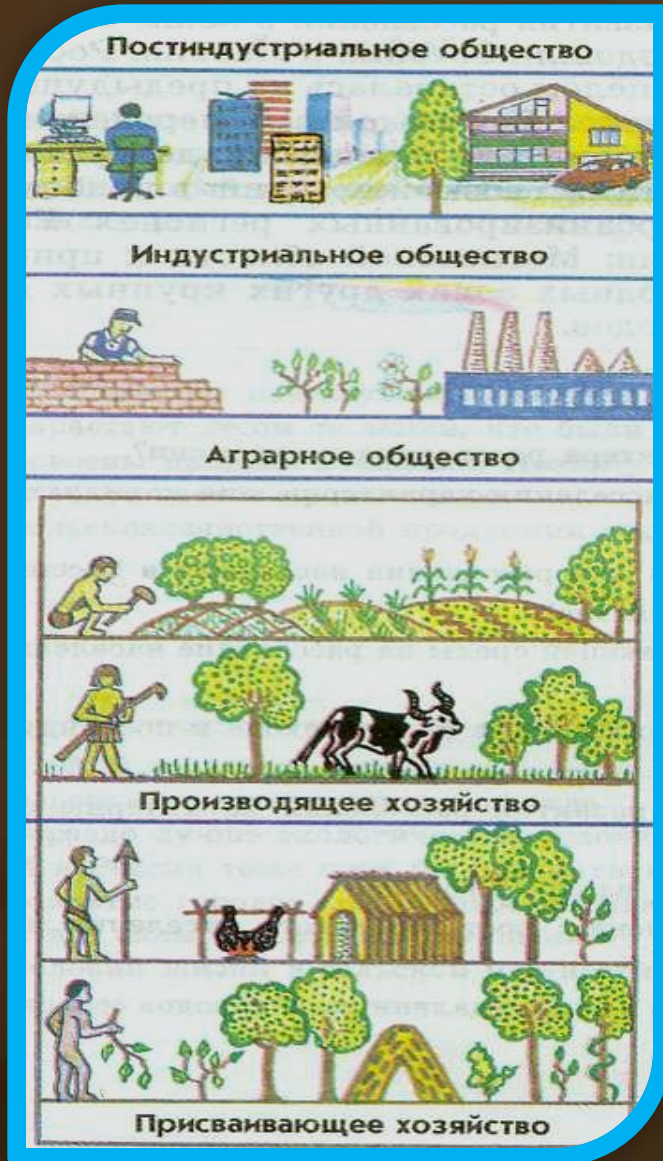 Постиндустриальное общество
Индустриальное общество
Аграрное общество
Производящее хозяйство
Присваивающее хозяйство